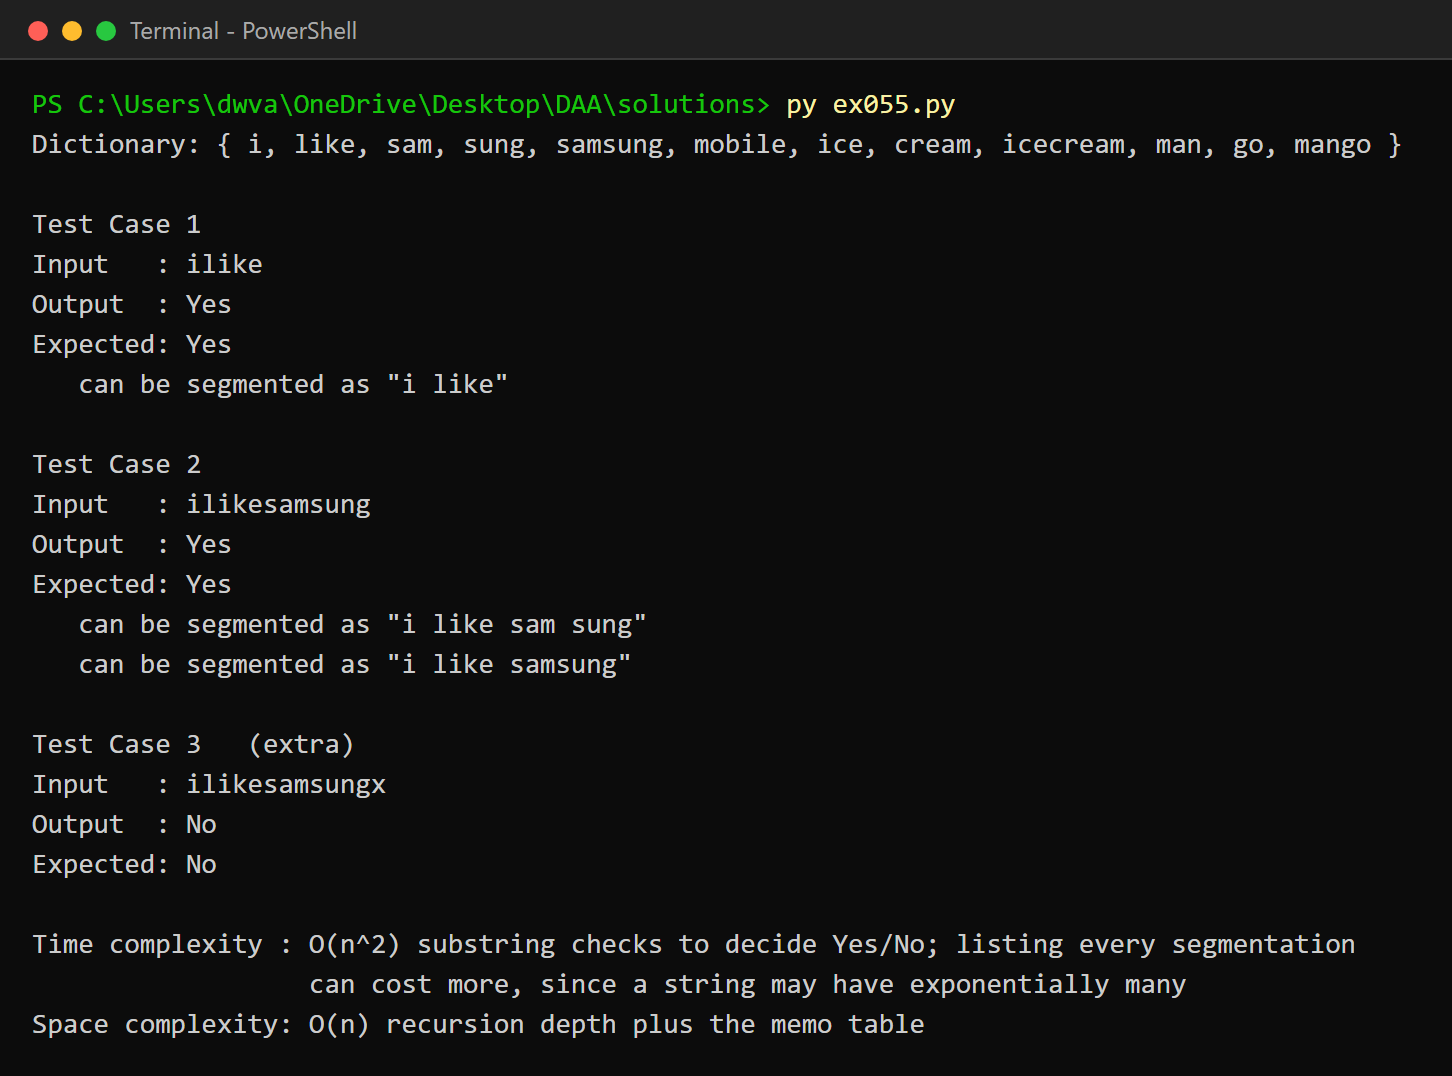 Terminal - PowerShell
PS C:\Users\dwva\OneDrive\Desktop\DAA\solutions> py ex055.py
Dictionary: { i, like, sam, sung, samsung, mobile, ice, cream, icecream, man, go, mango }
Test Case 1
Input   : ilike
Output  : Yes
Expected: Yes
   can be segmented as "i like"
Test Case 2
Input   : ilikesamsung
Output  : Yes
Expected: Yes
   can be segmented as "i like sam sung"
   can be segmented as "i like samsung"
Test Case 3   (extra)
Input   : ilikesamsungx
Output  : No
Expected: No
Time complexity : O(n^2) substring checks to decide Yes/No; listing every segmentation
                  can cost more, since a string may have exponentially many
Space complexity: O(n) recursion depth plus the memo table